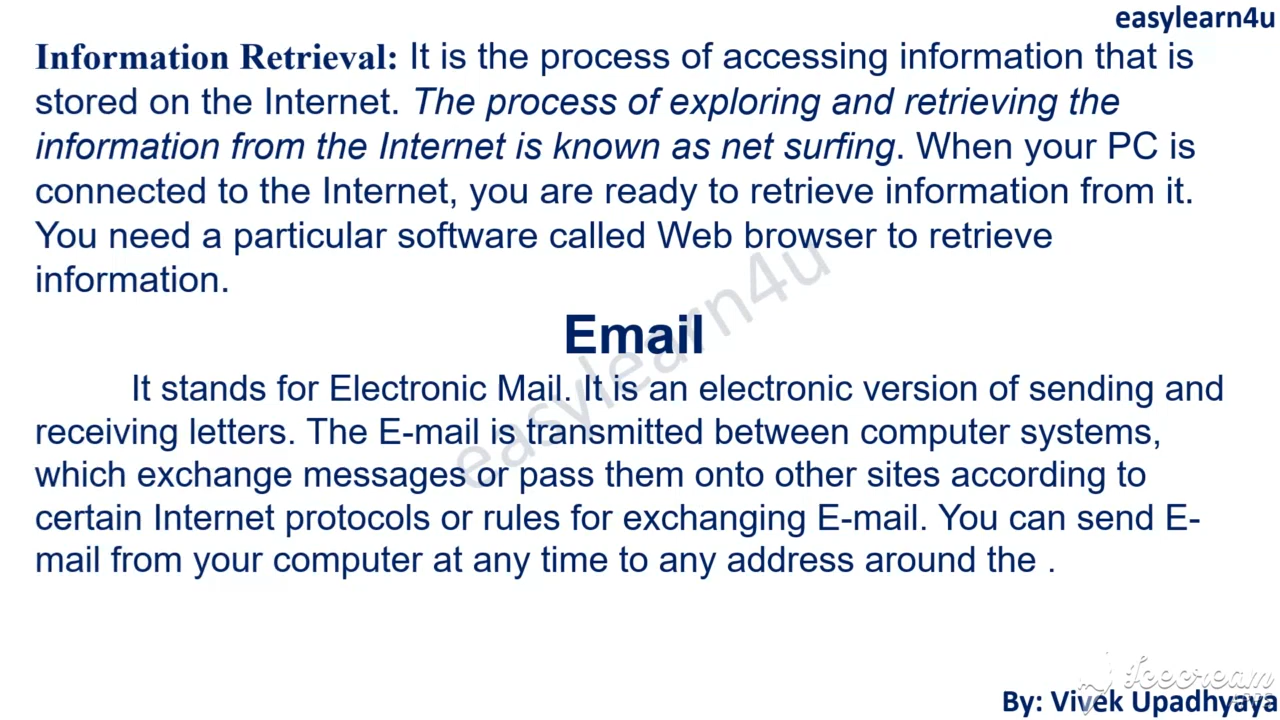 easylearn4u
Information Retrieval: It is the process of accessing information that is
stored on the Internet. The process of exploring and retrieving the
information from the Internet is known as net surfing. When your PC is
connected to the Internet, you are ready to retrieve information from it.
You need a particular software called Web browser to retrieve
information.
easylearn4u
Email
It stands for Electronic Mail. It is an electronic version of sending and
receiving letters. The E-mail is transmitted between computer systems,
which exchange messages or pass them onto other sites according to
certain Internet protocols or rules for exchanging E-mail. You can send E-
mail from your computer at any time to any address around the .
Icecream
APPS
By: Vivek Upadhyaya